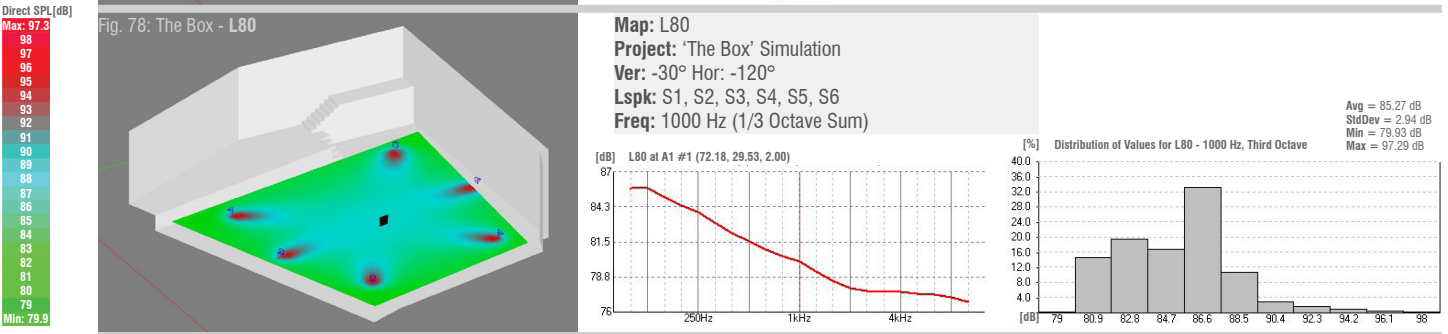 Direct SPL[dB]
Max: 97.3
98
97
96
95
94
93
92
91
90
89
88
87
86
85
84
83
82
81
80
79
Min: 79.9
Fig. 78: The Box - L80
Map: L80
Project: ‘The Box’ Simulation
Ver: -30° Hor: -120°
Lspk: S1, S2, S3, S4, S5, S6
Freq: 1000 Hz (1/3 Octave Sum)
[dB] L80 at A1 #1 (72.18, 29.53, 2.00)
87
84.3
81.5
78.8
76
250Hz 1kHz 4kHz
Avg = 85.27 dB
StdDev = 2.94 dB
Min = 79.93 dB
Max = 97.29 dB
[%] Distribution of Values for L80 - 1000 Hz, Third Octave
40.0
36.0
32.0
28.0
24.0
20.0
16.0
12.0
8.0
4.0
[dB] 79 80.9 82.8 84.7 86.6 88.5 90.4 92.3 94.2 96.1 98